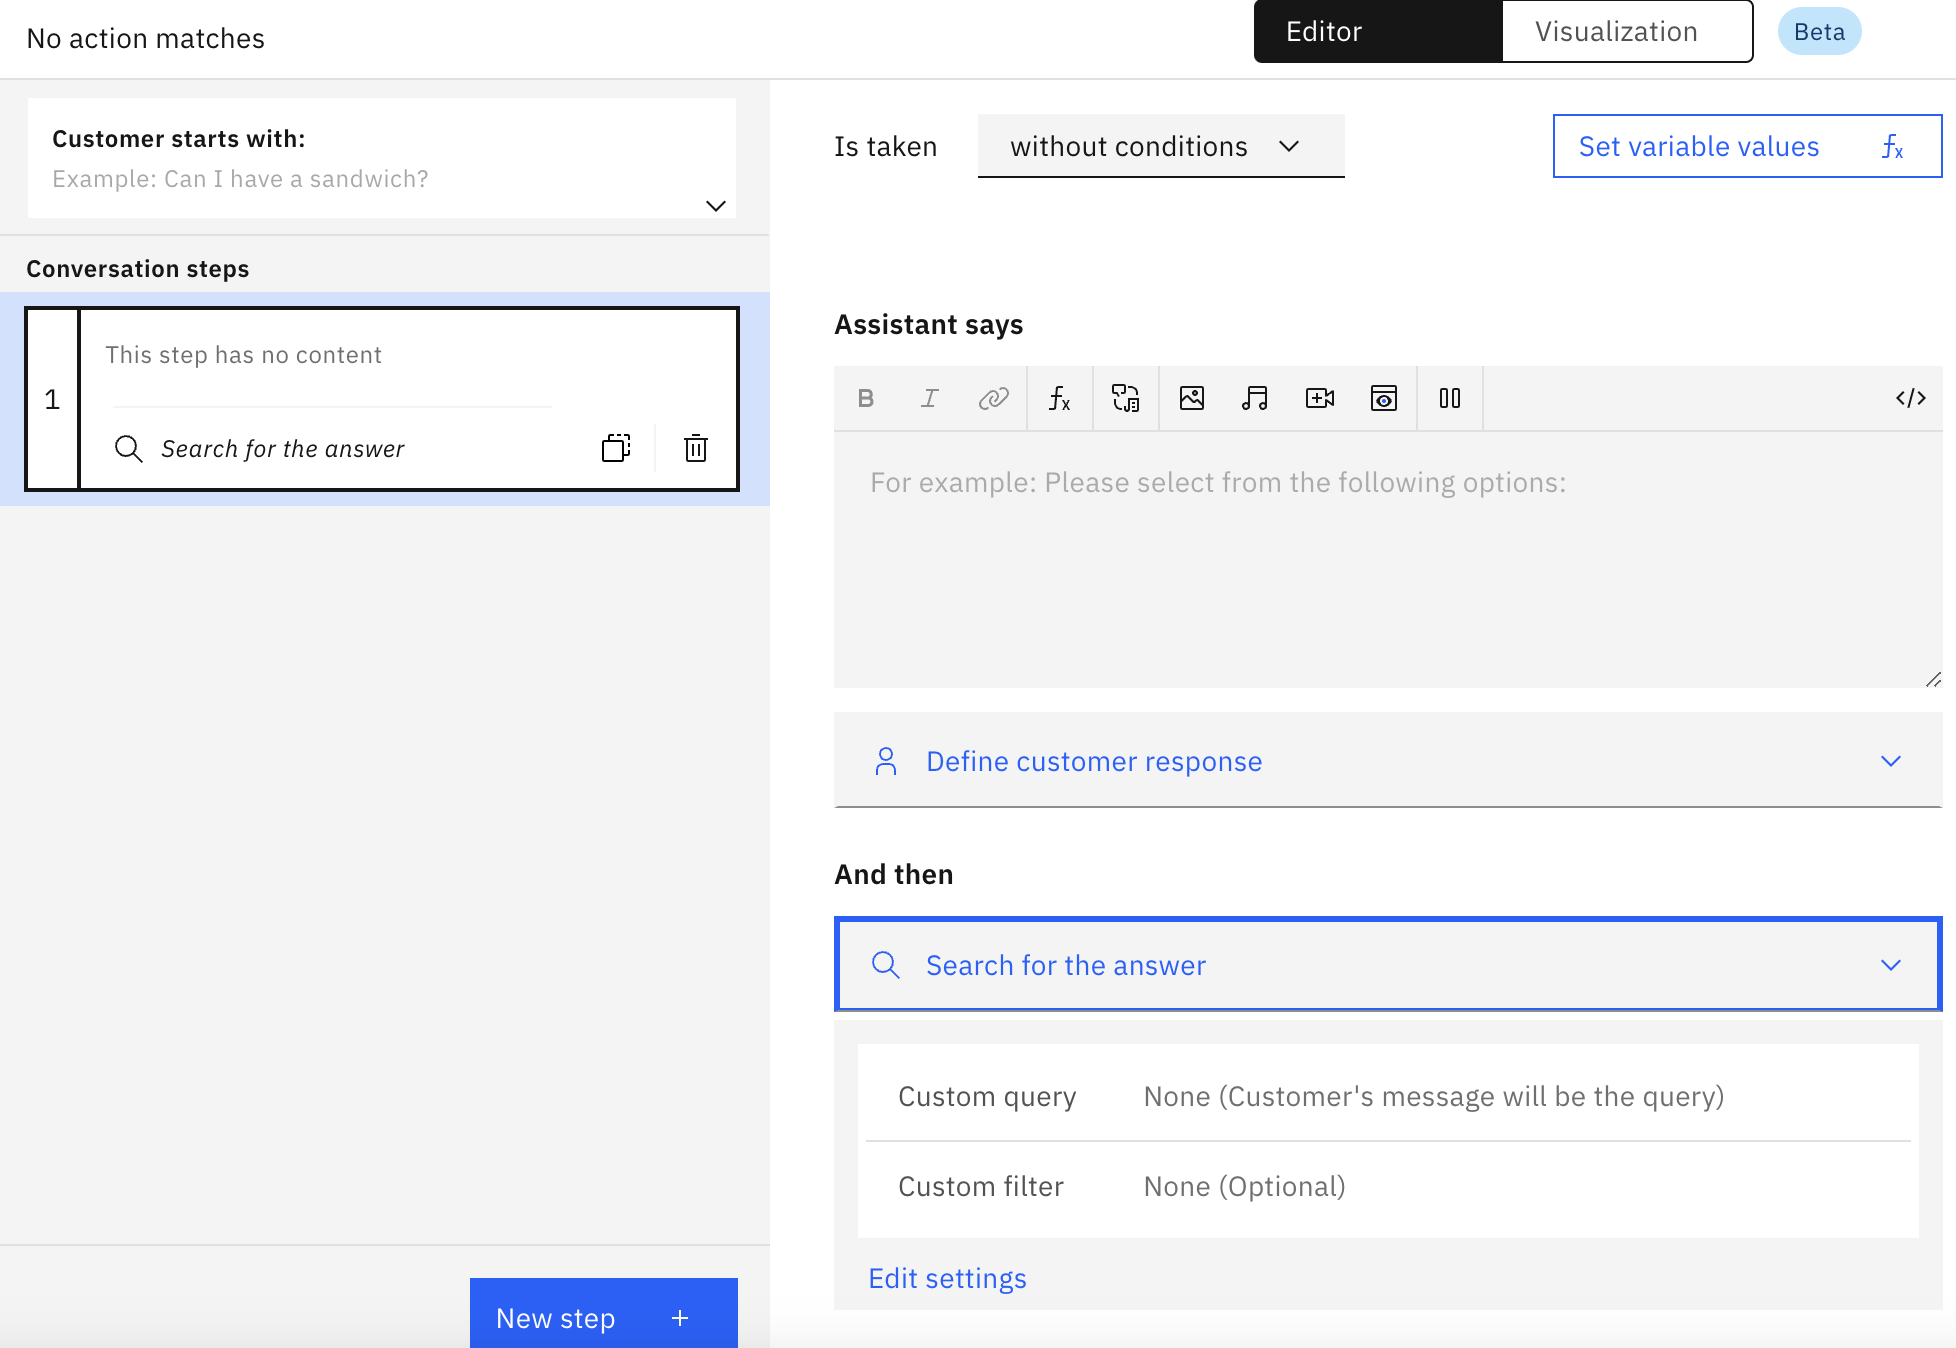 No action matches
Editor
Visualization
Beta
Customer starts with:
Example: Can I have a sandwich?
Conversation steps
1
This step has no content
Search for the answer
New step +
Is taken
without conditions
Set variable values fx
Assistant says
B I fx </>
For example: Please select from the following options:
Define customer response
And then
Search for the answer
Custom query None (Customer's message will be the query)
Custom filter None (Optional)
Edit settings